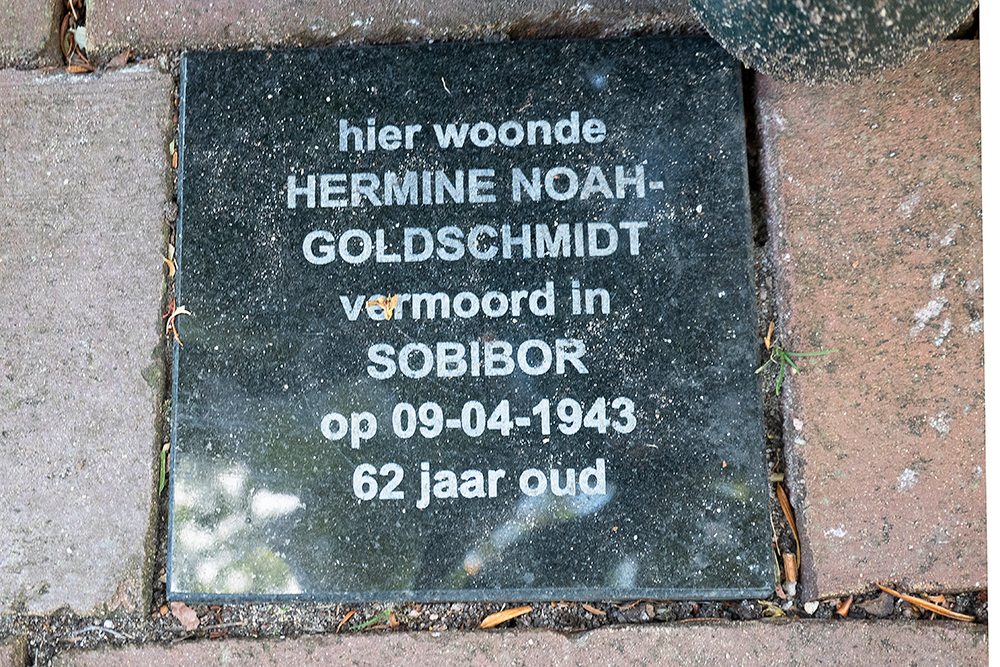 hier woonde
HERMINE NOAH-
GOLDSCHMIDT
vermoord in
SOBIBOR
op 09-04-1943
62 jaar oud